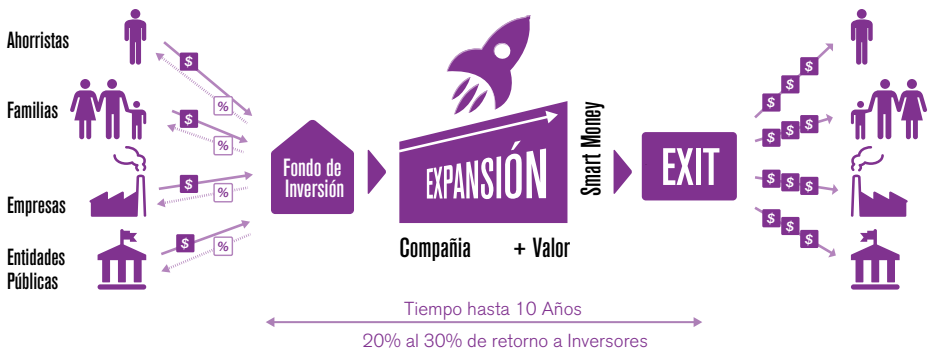 Ahorristas
$
%
Familias
$
%
Empresas
$
%
Entidades
Públicas
$
%
Fondo de
Inversión
EXPANSIÓN
Compañia
+ Valor
Smart Money
EXIT
$ $ $
$ $ $
$ $ $
$ $ $
Tiempo hasta 10 Años
20% al 30% de retorno a Inversores